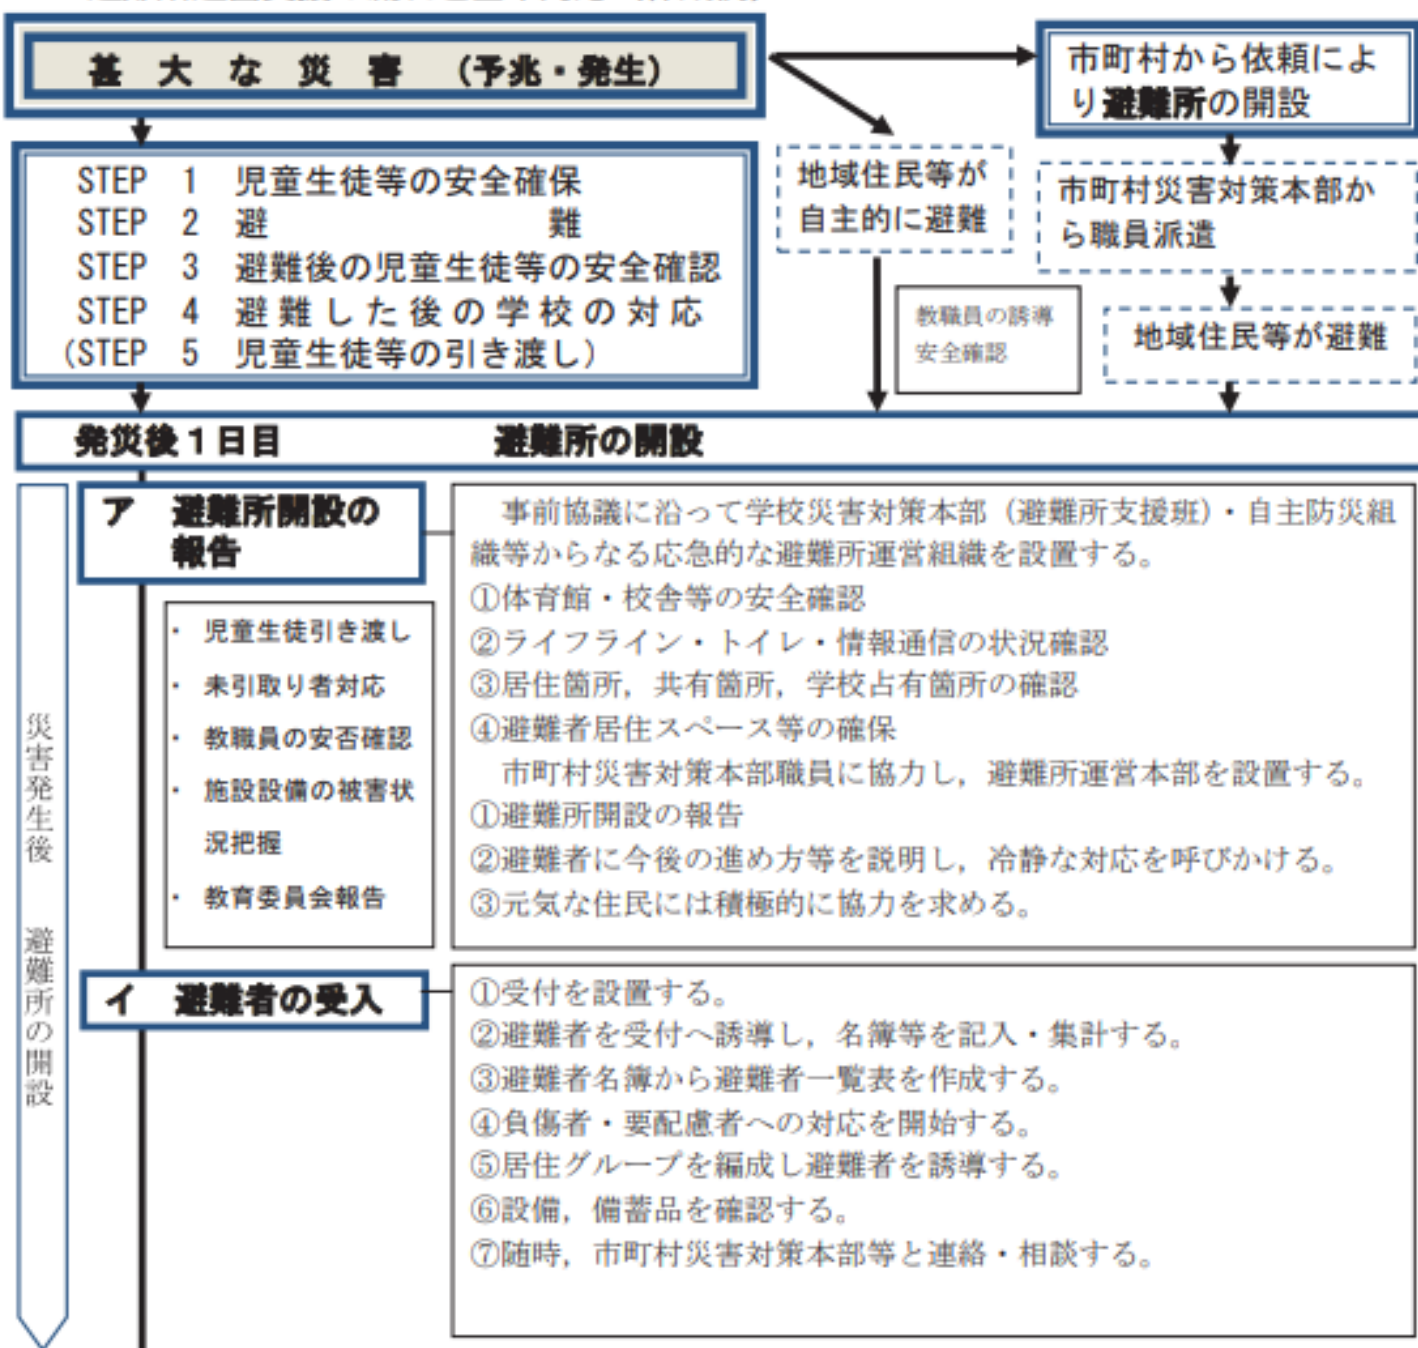 甚大な災害 (予兆・発生)
市町村から依頼によ
り避難所の開設
STEP 1 児童生徒等の安全確保
STEP 2 避難
STEP 3 避難後の児童生徒等の安全確認
STEP 4 避難した後の学校の対応
(STEP 5 児童生徒等の引き渡し)
地域住民等が
自主的に避難
市町村災害対策本部か
ら職員派遣
教職員の誘導
安全確認
地域住民等が避難
発災後1日目 避難所の開設
災害発生後 避難所の開設
ア 避難所開設の
報告
・ 児童生徒引き渡し
・ 未引取り者対応
・ 教職員の安否確認
・ 施設設備の被害状
況把握
・ 教育委員会報告
事前協議に沿って学校災害対策本部(避難所支援班)・自主防災組
織等からなる応急的な避難所運営組織を設置する。
①体育館・校舎等の安全確認
②ライフライン・トイレ・情報通信の状況確認
③居住箇所,共有箇所,学校占有箇所の確認
④避難者居住スペース等の確保
市町村災害対策本部職員に協力し,避難所運営本部を設置する。
①避難所開設の報告
②避難者に今後の進め方等を説明し,冷静な対応を呼びかける。
③元気な住民には積極的に協力を求める。
イ 避難者の受入
①受付を設置する。
②避難者を受付へ誘導し,名簿等を記入・集計する。
③避難者名簿から避難者一覧表を作成する。
④負傷者・要配慮者への対応を開始する。
⑤居住グループを編成し避難者を誘導する。
⑥設備,備蓄品を確認する。
⑦随時,市町村災害対策本部等と連絡・相談する。